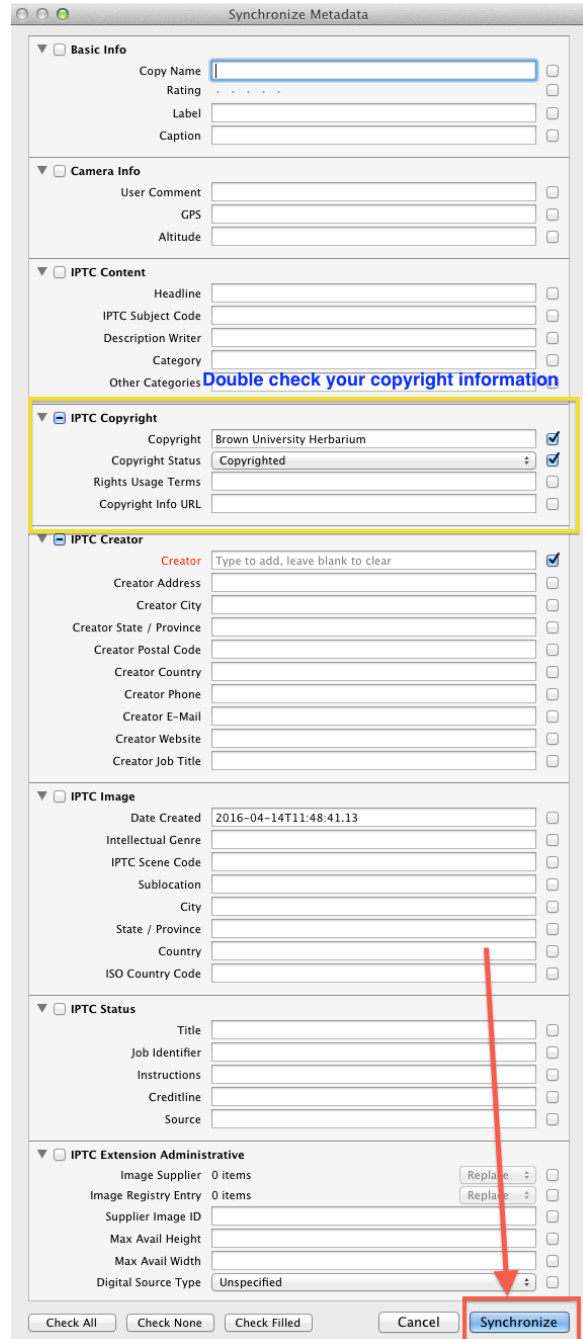 Synchronize Metadata
Basic Info
Copy Name
Rating . . . . .
Label
Caption
Camera Info
User Comment
GPS
Altitude
IPTC Content
Headline
IPTC Subject Code
Description Writer
Category
Other Categories
Double check your copyright information
IPTC Copyright
Copyright Brown University Herbarium
Copyright Status Copyrighted
Rights Usage Terms
Copyright Info URL
IPTC Creator
Creator Type to add, leave blank to clear
Creator Address
Creator City
Creator State / Province
Creator Postal Code
Creator Country
Creator Phone
Creator E-Mail
Creator Website
Creator Job Title
IPTC Image
Date Created 2016-04-14T11:48:41.13
Intellectual Genre
IPTC Scene Code
Sublocation
City
State / Province
Country
ISO Country Code
IPTC Status
Title
Job Identifier
Instructions
Creditline
Source
IPTC Extension Administrative
Image Supplier 0 items Replace
Image Registry Entry 0 items Replace
Supplier Image ID
Max Avail Height
Max Avail Width
Digital Source Type Unspecified
Check All Check None Check Filled Cancel Synchronize